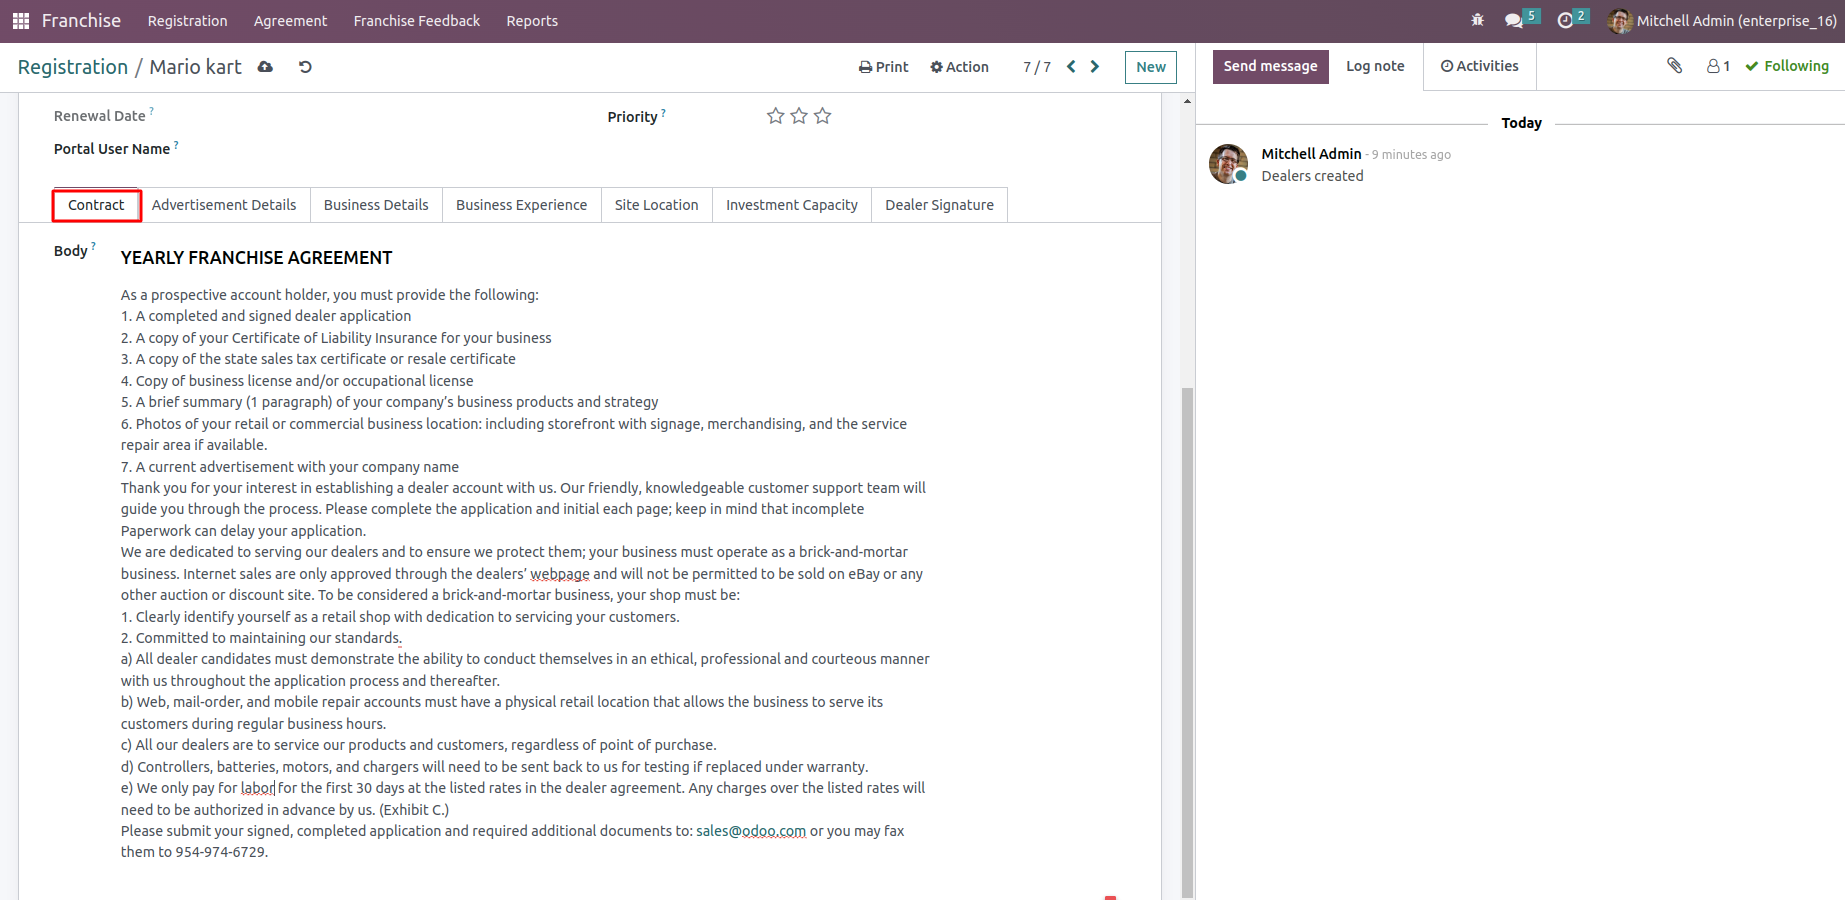 Franchise Registration Agreement Franchise Feedback Reports 5 2 Mitchell Admin (enterprise_16)
Registration / Mario kart Print Action 7 / 7 New Send message Log note Activities 1 Following
Renewal Date ?
Priority ?
Portal User Name ?
Contract Advertisement Details Business Details Business Experience Site Location Investment Capacity Dealer Signature
Body ?
YEARLY FRANCHISE AGREEMENT
As a prospective account holder, you must provide the following:
1. A completed and signed dealer application
2. A copy of your Certificate of Liability Insurance for your business
3. A copy of the state sales tax certificate or resale certificate
4. Copy of business license and/or occupational license
5. A brief summary (1 paragraph) of your company’s business products and strategy
6. Photos of your retail or commercial business location: including storefront with signage, merchandising, and the service
repair area if available.
7. A current advertisement with your company name
Thank you for your interest in establishing a dealer account with us. Our friendly, knowledgeable customer support team will
guide you through the process. Please complete the application and initial each page; keep in mind that incomplete
Paperwork can delay your application.
We are dedicated to serving our dealers and to ensure we protect them; your business must operate as a brick-and-mortar
business. Internet sales are only approved through the dealers’ webpage and will not be permitted to be sold on eBay or any
other auction or discount site. To be considered a brick-and-mortar business, your shop must be:
1. Clearly identify yourself as a retail shop with dedication to servicing your customers.
2. Committed to maintaining our standards.
a) All dealer candidates must demonstrate the ability to conduct themselves in an ethical, professional and courteous manner
with us throughout the application process and thereafter.
b) Web, mail-order, and mobile repair accounts must have a physical retail location that allows the business to serve its
customers during regular business hours.
c) All our dealers are to service our products and customers, regardless of point of purchase.
d) Controllers, batteries, motors, and chargers will need to be sent back to us for testing if replaced under warranty.
e) We only pay for labor for the first 30 days at the listed rates in the dealer agreement. Any charges over the listed rates will
need to be authorized in advance by us. (Exhibit C.)
Please submit your signed, completed application and required additional documents to: sales@odoo.com or you may fax
them to 954-974-6729.
Today
Mitchell Admin - 9 minutes ago
Dealers created